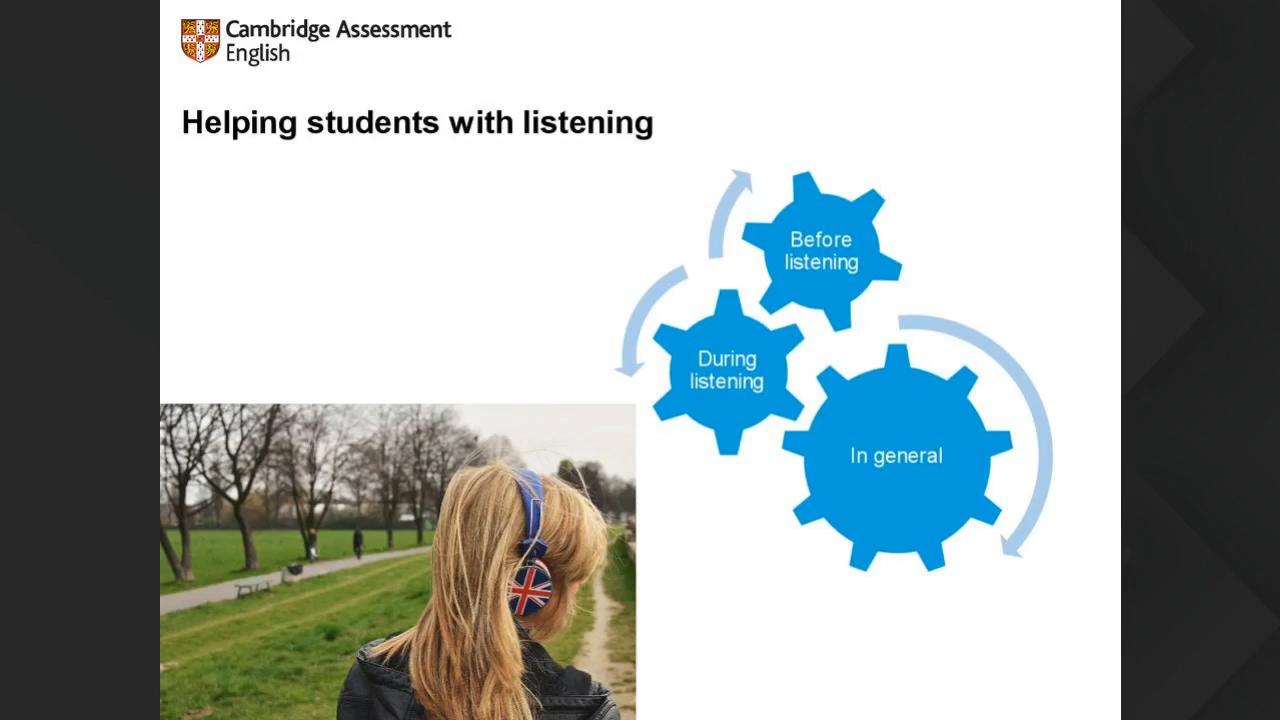 Cambridge Assessment
English
Helping students with listening
Before
listening
During
listening
In general